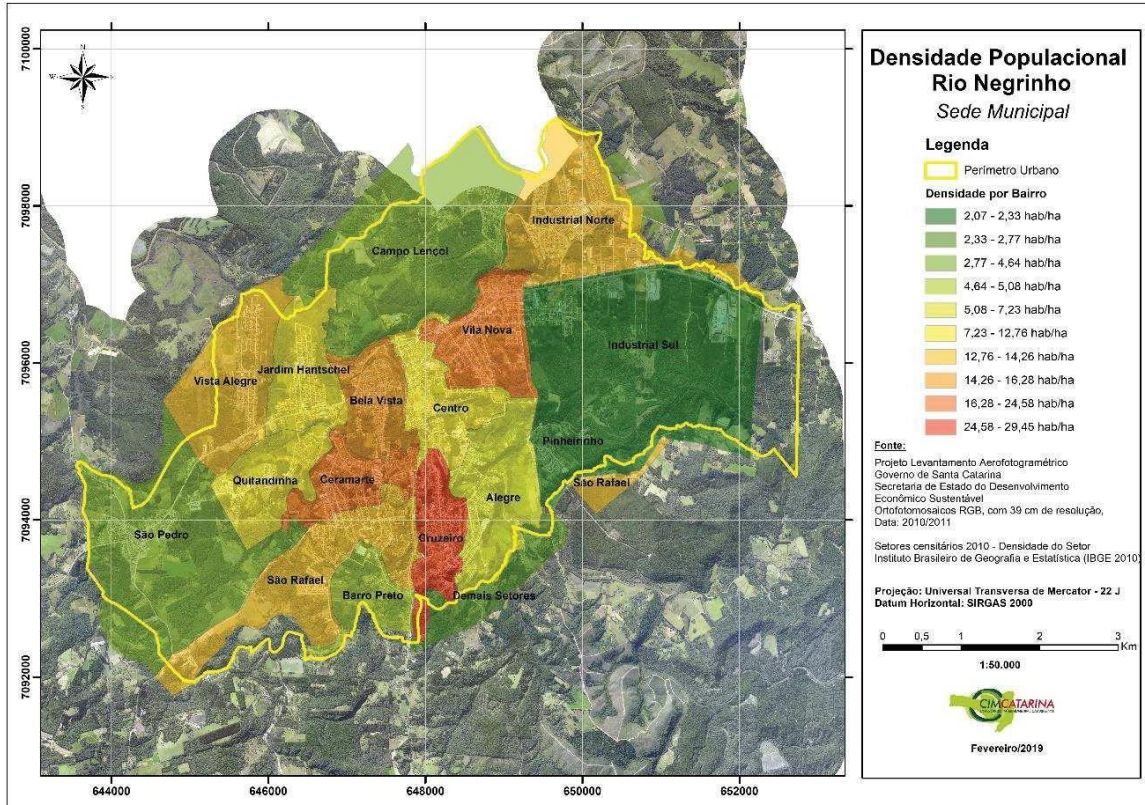 Densidade Populacional
Rio Negrinho
Sede Municipal
Legenda
Perímetro Urbano
Densidade por Bairro
2,07 - 2,33 hab/ha
2,33 - 2,77 hab/ha
2,77 - 4,64 hab/ha
4,64 - 5,08 hab/ha
5,08 - 7,23 hab/ha
7,23 - 12,76 hab/ha
12,76 - 14,26 hab/ha
14,26 - 16,28 hab/ha
16,28 - 24,58 hab/ha
24,58 - 29,45 hab/ha
Fonte:
Projeto Levantamento Aerofotogramétrico
Governo de Santa Catarina
Secretaria de Estado do Desenvolvimento
Econômico Sustentável
Ortofotomosaicos RGB, com 39 cm de resolução,
Data: 2010/2011
Setores censitários 2010 - Densidade do Setor
Instituto Brasileiro de Geografia e Estatística (IBGE 2010)
Projeção: Universal Transversa de Mercator - 22 J
Datum Horizontal: SIRGAS 2000
0 0,5 1 2 3
Km
1:50.000
CIMCATARINA
Fevereiro/2019
N
W E
S
7100000
7098000
7096000
7094000
7092000
644000 646000 648000 650000 652000
Industrial Norte
Campo Lençol
Vila Nova
Industrial Sul
Jardim Hantschel
Vista Alegre
Bela Vista
Centro
Pinheirinho
Quitandinha
Ceramarte
São Rafael
Alegre
São Pedro
Cruzeiro
São Rafael
Barro Preto
Demais Setores